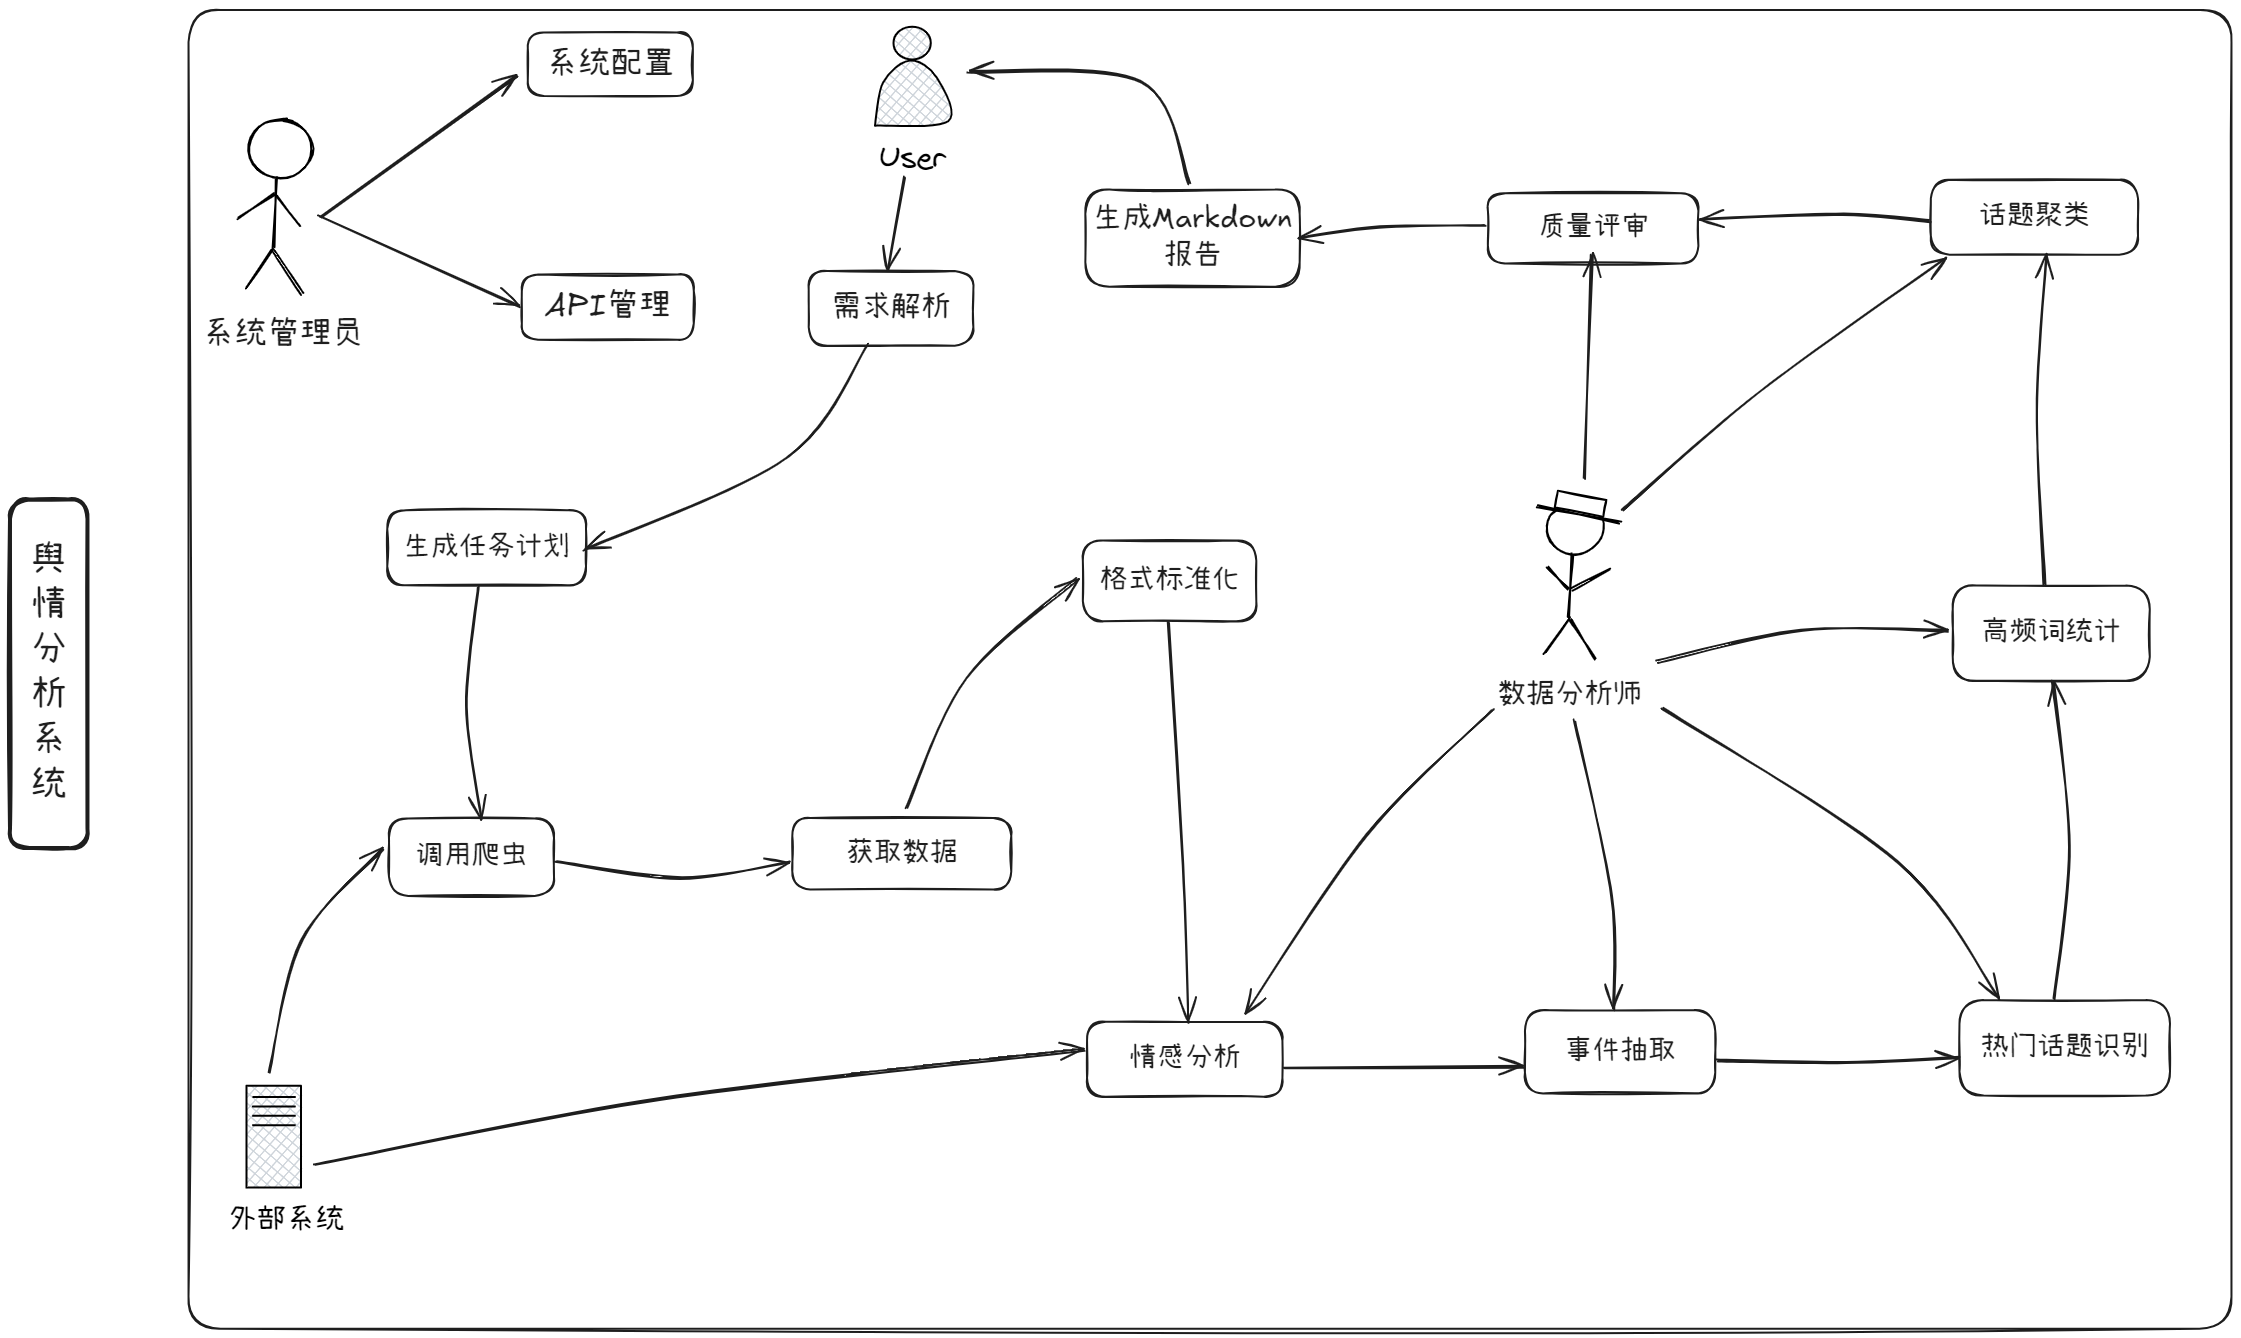 舆
情
分
析
系
统
系统配置
User
系统管理员
API管理
需求解析
生成Markdown
报告
质量评审
话题聚类
生成任务计划
格式标准化
数据分析师
高频词统计
调用爬虫
获取数据
情感分析
事件抽取
热门话题识别
外部系统